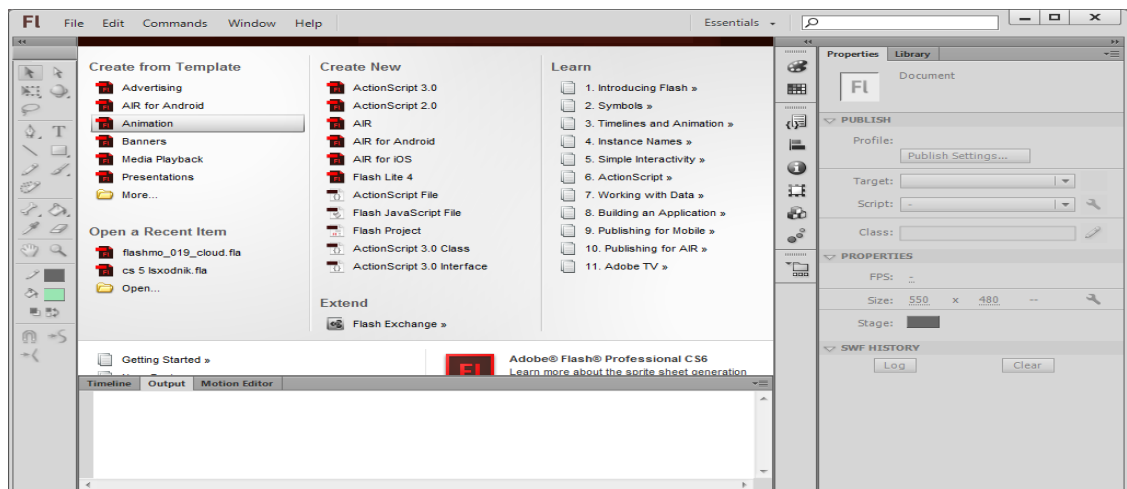 Fl File Edit Commands Window Help Essentials
Properties Library
Create from Template
Advertising
AIR for Android
Animation
Banners
Media Playback
Presentations
More...
Open a Recent Item
flashmo_019_cloud.fla
cs 5 lsxodnik.fla
Open...
Create New
ActionScript 3.0
ActionScript 2.0
AIR
AIR for Android
AIR for iOS
Flash Lite 4
ActionScript File
Flash JavaScript File
Flash Project
ActionScript 3.0 Class
ActionScript 3.0 Interface
Extend
Flash Exchange »
Learn
1. Introducing Flash »
2. Symbols »
3. Timelines and Animation »
4. Instance Names »
5. Simple Interactivity »
6. ActionScript »
7. Working with Data »
8. Building an Application »
9. Publishing for Mobile »
10. Publishing for AIR »
11. Adobe TV »
Getting Started »
Fl
Adobe® Flash® Professional CS6
Learn more about the sprite sheet generation
Timeline Output Motion Editor
Fl Document
PUBLISH
Profile:
Publish Settings...
Target:
Script: -
Class:
PROPERTIES
FPS: -
Size: 550 x 480 --
Stage:
SWF HISTORY
Log Clear